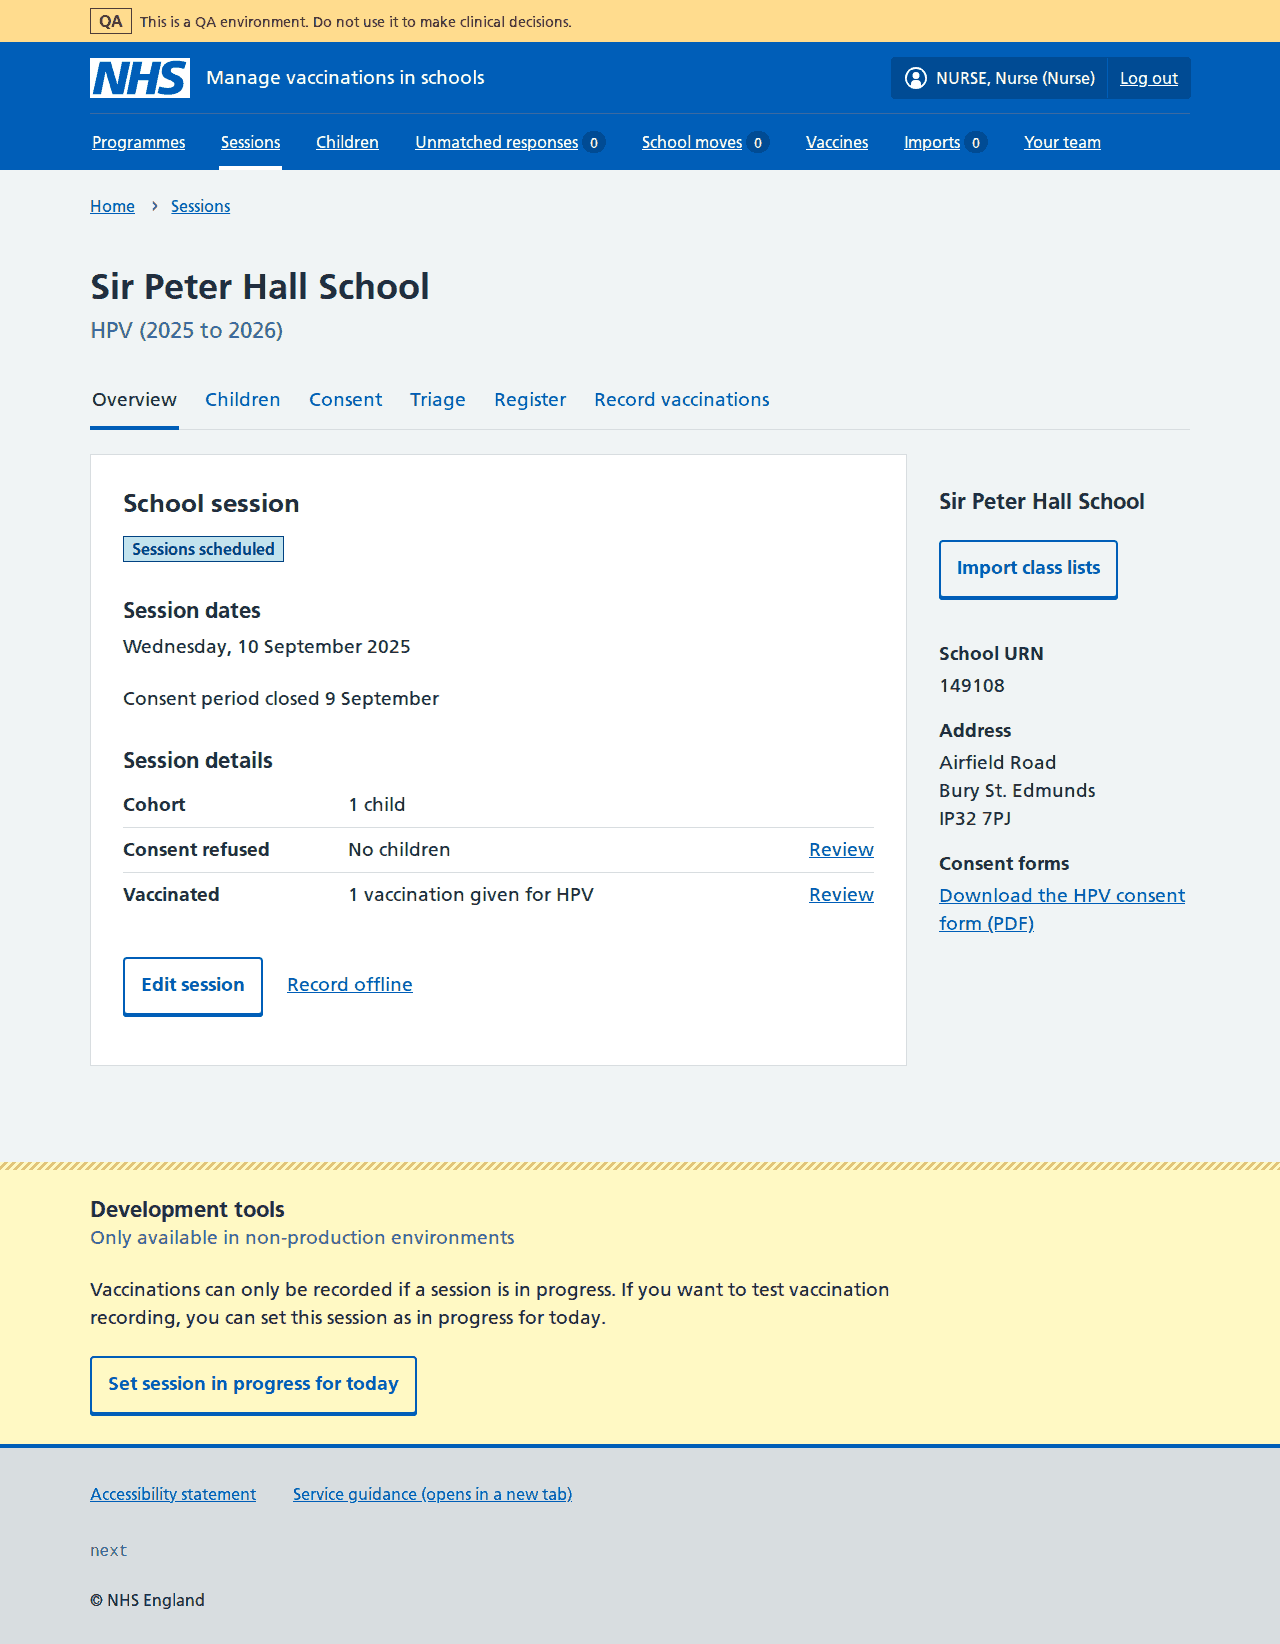 QA This is a QA environment. Do not use it to make clinical decisions.
NHS Manage vaccinations in schools NURSE, Nurse (Nurse) Log out
Programmes Sessions Children Unmatched responses 0 School moves 0 Vaccines Imports 0 Your team
Home › Sessions
Sir Peter Hall School
HPV (2025 to 2026)
Overview Children Consent Triage Register Record vaccinations
School session
Sessions scheduled
Session dates
Wednesday, 10 September 2025
Consent period closed 9 September
Session details
Cohort 1 child
Consent refused No children Review
Vaccinated 1 vaccination given for HPV Review
Edit session Record offline
Sir Peter Hall School
Import class lists
School URN
149108
Address
Airfield Road
Bury St. Edmunds
IP32 7PJ
Consent forms
Download the HPV consent
form (PDF)
Development tools
Only available in non-production environments
Vaccinations can only be recorded if a session is in progress. If you want to test vaccination
recording, you can set this session as in progress for today.
Set session in progress for today
Accessibility statement Service guidance (opens in a new tab)
next
© NHS England